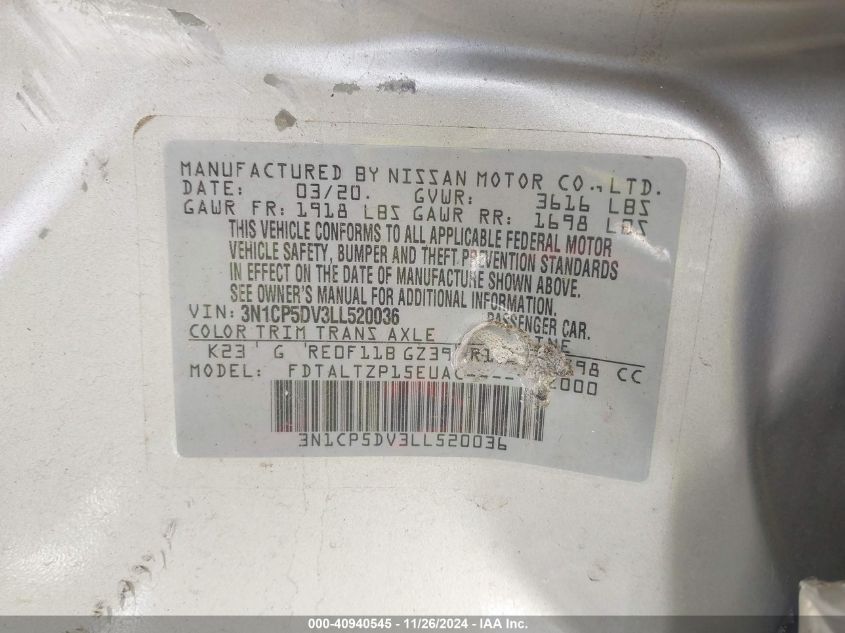 MANUFACTURED BY NISSAN MOTOR CO., LTD.
DATE: 03/20. GVWR: 3616 LBS
GAWR FR: 1918 LBS GAWR RR: 1698 LBS
THIS VEHICLE CONFORMS TO ALL APPLICABLE FEDERAL MOTOR
VEHICLE SAFETY, BUMPER AND THEFT PREVENTION STANDARDS
IN EFFECT ON THE DATE OF MANUFACTURE SHOWN ABOVE.
SEE OWNER'S MANUAL FOR ADDITIONAL INFORMATION.
VIN: 3N1CP5DV3LL520036 PASSENGER CAR.
COLOR TRIM TRANS AXLE
K23 G RE0F11B CC
MODEL:
3N1CP5DV3LL520036
000-40940545 - 11/26/2024 - IAA Inc.